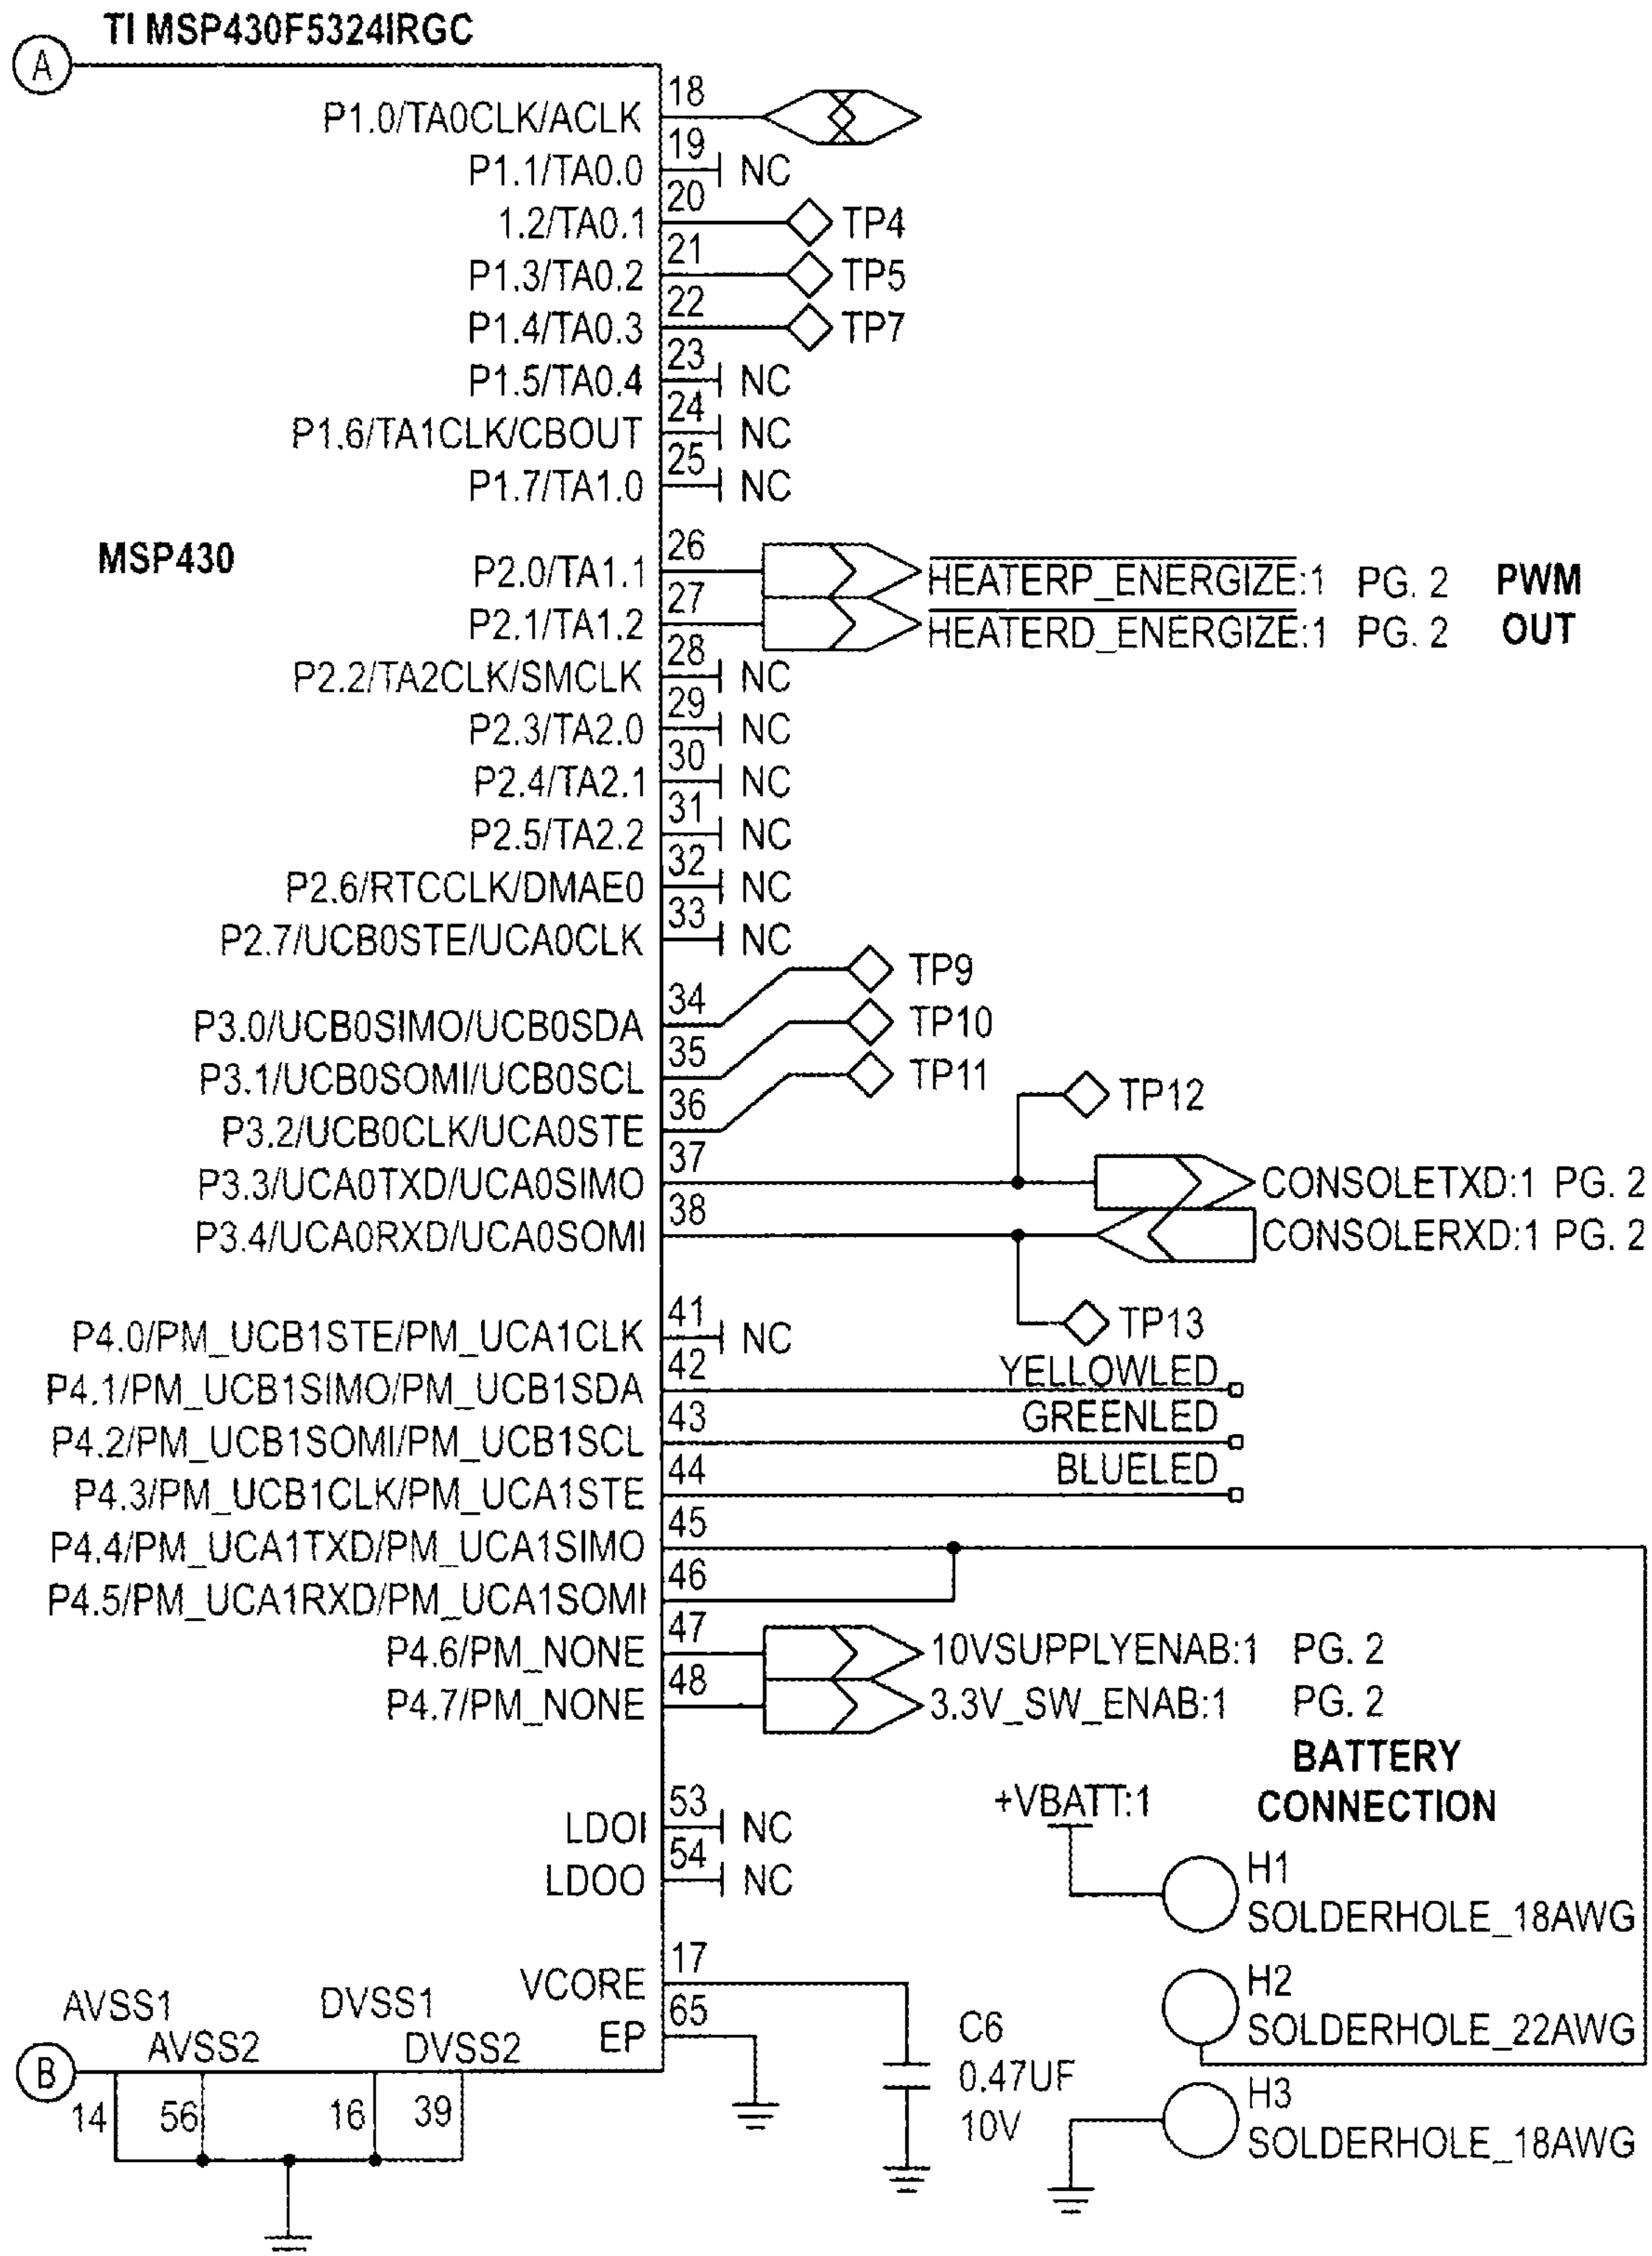 TI MSP430F5324IRGC
A
P1.0/TA0CLK/ACLK 18
P1.1/TA0.0 19 NC
1.2/TA0.1 20 TP4
P1.3/TA0.2 21 TP5
P1.4/TA0.3 22 TP7
P1.5/TA0.4 23 NC
P1.6/TA1CLK/CBOUT 24 NC
P1.7/TA1.0 25 NC
MSP430
P2.0/TA1.1 26 HEATERP_ENERGIZE:1 PG. 2 PWM
P2.1/TA1.2 27 HEATERD_ENERGIZE:1 PG. 2 OUT
P2.2/TA2CLK/SMCLK 28 NC
P2.3/TA2.0 29 NC
P2.4/TA2.1 30 NC
P2.5/TA2.2 31 NC
P2.6/RTCCLK/DMAE0 32 NC
P2.7/UCB0STE/UCA0CLK 33 NC
TP9
P3.0/UCB0SIMO/UCB0SDA 34
TP10
P3.1/UCB0SOMI/UCB0SCL 35
TP11
P3.2/UCB0CLK/UCA0STE 36
TP12
P3.3/UCA0TXD/UCA0SIMO 37 CONSOLETXD:1 PG. 2
P3.4/UCA0RXD/UCA0SOMI 38 CONSOLERXD:1 PG. 2
TP13
P4.0/PM_UCB1STE/PM_UCA1CLK 41 NC
P4.1/PM_UCB1SIMO/PM_UCB1SDA 42 YELLOWLED
P4.2/PM_UCB1SOMI/PM_UCB1SCL 43 GREENLED
P4.3/PM_UCB1CLK/PM_UCA1STE 44 BLUELED
P4.4/PM_UCA1TXD/PM_UCA1SIMO 45
P4.5/PM_UCA1RXD/PM_UCA1SOMI 46
P4.6/PM_NONE 47 10VSUPPLYENAB:1 PG. 2
P4.7/PM_NONE 48 3.3V_SW_ENAB:1 PG. 2
BATTERY
CONNECTION
+VBATT:1
LDOI 53 NC
LDOO 54 NC
H1
SOLDERHOLE_18AWG
VCORE 17
EP 65
H2
SOLDERHOLE_22AWG
C6
0.47UF
10V
H3
SOLDERHOLE_18AWG
AVSS1 DVSS1
AVSS2 DVSS2
B
14 56 16 39